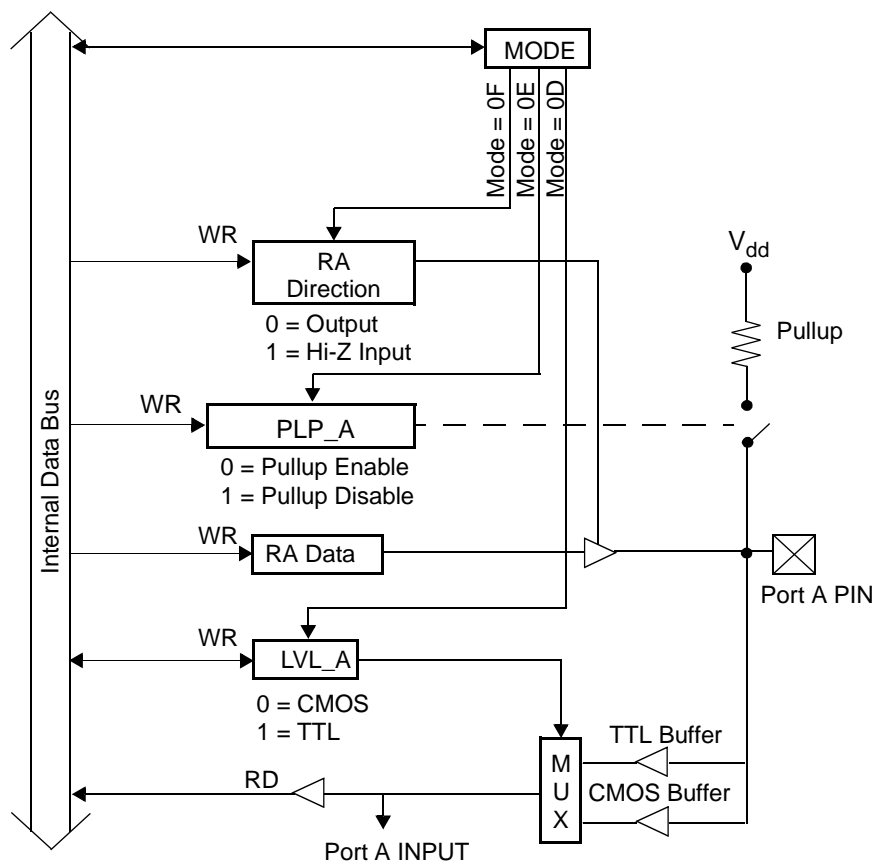 MODE
Mode = 0F
Mode = 0E
Mode = 0D
WR
RA
Direction
0 = Output
1 = Hi-Z Input
Vdd
Pullup
WR
PLP_A
0 = Pullup Enable
1 = Pullup Disable
Internal Data Bus
WR
RA Data
Port A PIN
WR
LVL_A
0 = CMOS
1 = TTL
TTL Buffer
M
U
X
CMOS Buffer
RD
Port A INPUT